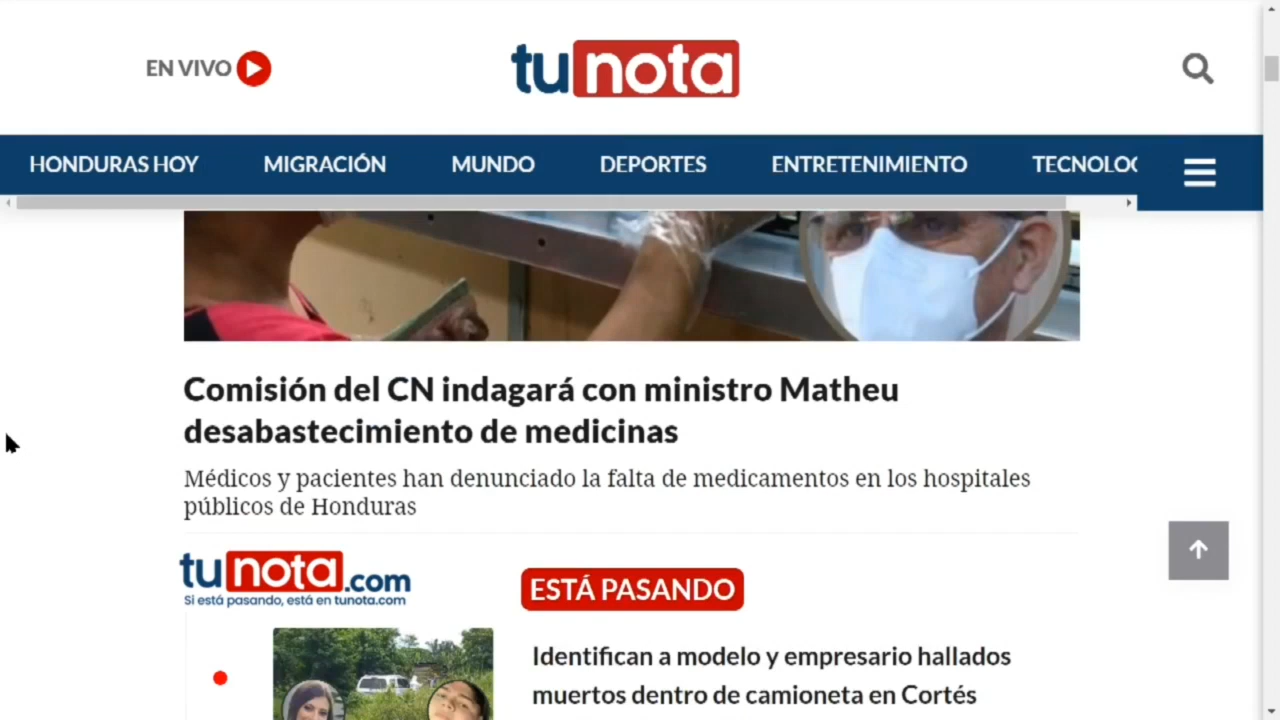 EN VIVO
tunota
HONDURAS HOY MIGRACIÓN MUNDO DEPORTES ENTRETENIMIENTO TECNOLOG
Comisión del CN indagará con ministro Matheu
desabastecimiento de medicinas
Médicos y pacientes han denunciado la falta de medicamentos en los hospitales
públicos de Honduras
tunota.com
Si está pasando, está en tunota.com
ESTÁ PASANDO
Identifican a modelo y empresario hallados
muertos dentro de camioneta en Cortés